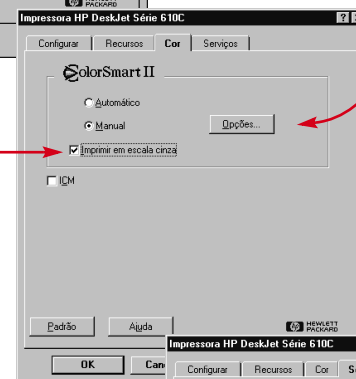 PACKARD
Impressora HP DeskJet Série 610C
Configurar Recursos Cor Serviços
ColorSmart II
Automático
Manual
Opções...
Imprimir em escala cinza
ICM
HEWLETT
PACKARD
Padrão Ajuda
Impressora HP DeskJet Série 610C
OK Can
Configurar Recursos Cor S